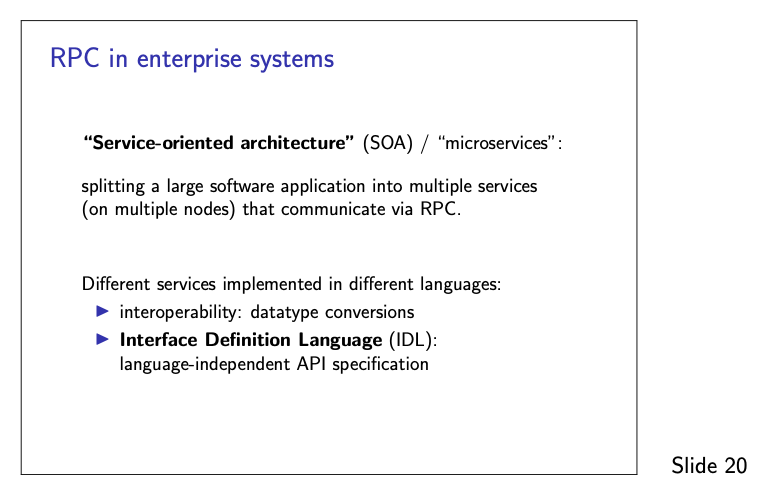 RPC in enterprise systems
“Service-oriented architecture” (SOA) / “microservices”:
splitting a large software application into multiple services
(on multiple nodes) that communicate via RPC.
Different services implemented in different languages:
▶ interoperability: datatype conversions
▶ Interface Definition Language (IDL):
language-independent API specification
Slide 20